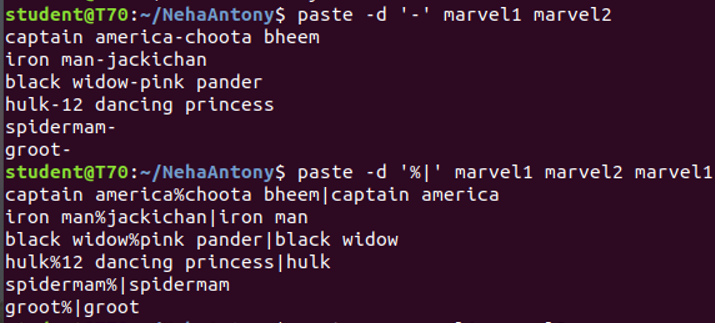 student@T70:~/NehaAntony$ paste -d '-' marvel1 marvel2
captain america-choota bheem
iron man-jackichan
black widow-pink pander
hulk-12 dancing princess
spidermam-
groot-
student@T70:~/NehaAntony$ paste -d '%|' marvel1 marvel2 marvel1
captain america%choota bheem|captain america
iron man%jackichan|iron man
black widow%pink pander|black widow
hulk%12 dancing princess|hulk
spidermam%|spidermam
groot%|groot